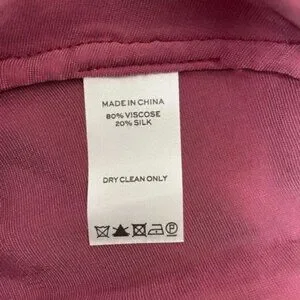 MADE IN CHINA
80% VISCOSE
20% SILK
DRY CLEAN ONLY